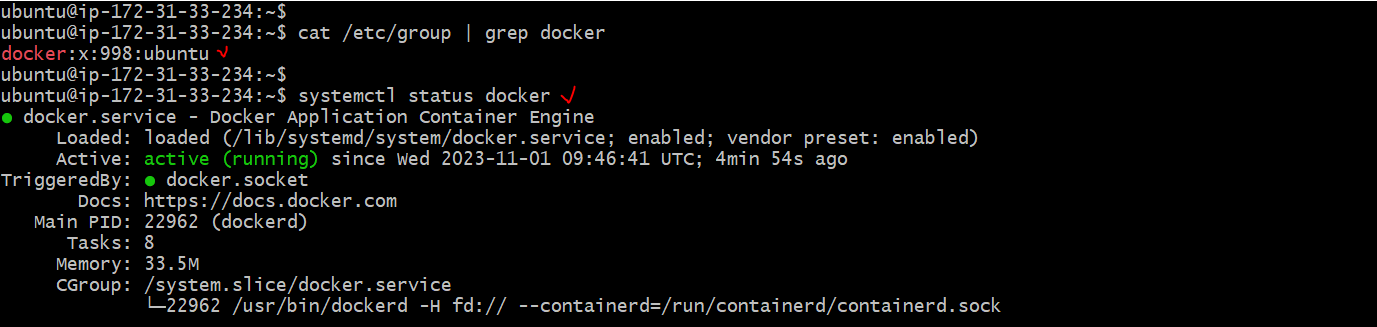 ubuntu@ip-172-31-33-234:~$
ubuntu@ip-172-31-33-234:~$ cat /etc/group | grep docker
docker:x:998:ubuntu
ubuntu@ip-172-31-33-234:~$
ubuntu@ip-172-31-33-234:~$ systemctl status docker
● docker.service - Docker Application Container Engine
     Loaded: loaded (/lib/systemd/system/docker.service; enabled; vendor preset: enabled)
     Active: active (running) since Wed 2023-11-01 09:46:41 UTC; 4min 54s ago
TriggeredBy: ● docker.socket
       Docs: https://docs.docker.com
   Main PID: 22962 (dockerd)
      Tasks: 8
     Memory: 33.5M
     CGroup: /system.slice/docker.service
             └─22962 /usr/bin/dockerd -H fd:// --containerd=/run/containerd/containerd.sock